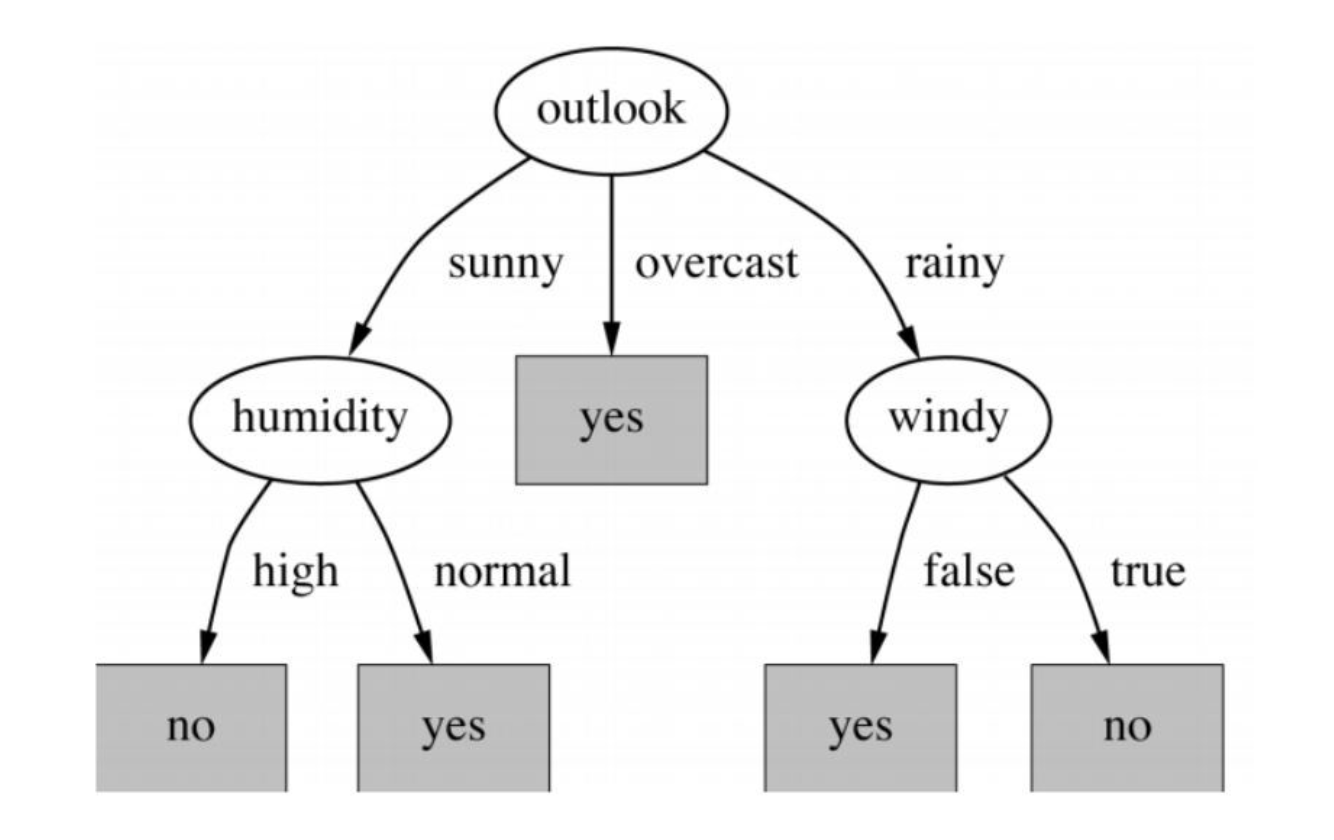 outlook
sunny overcast rainy
humidity yes windy
high normal false true
no yes yes no